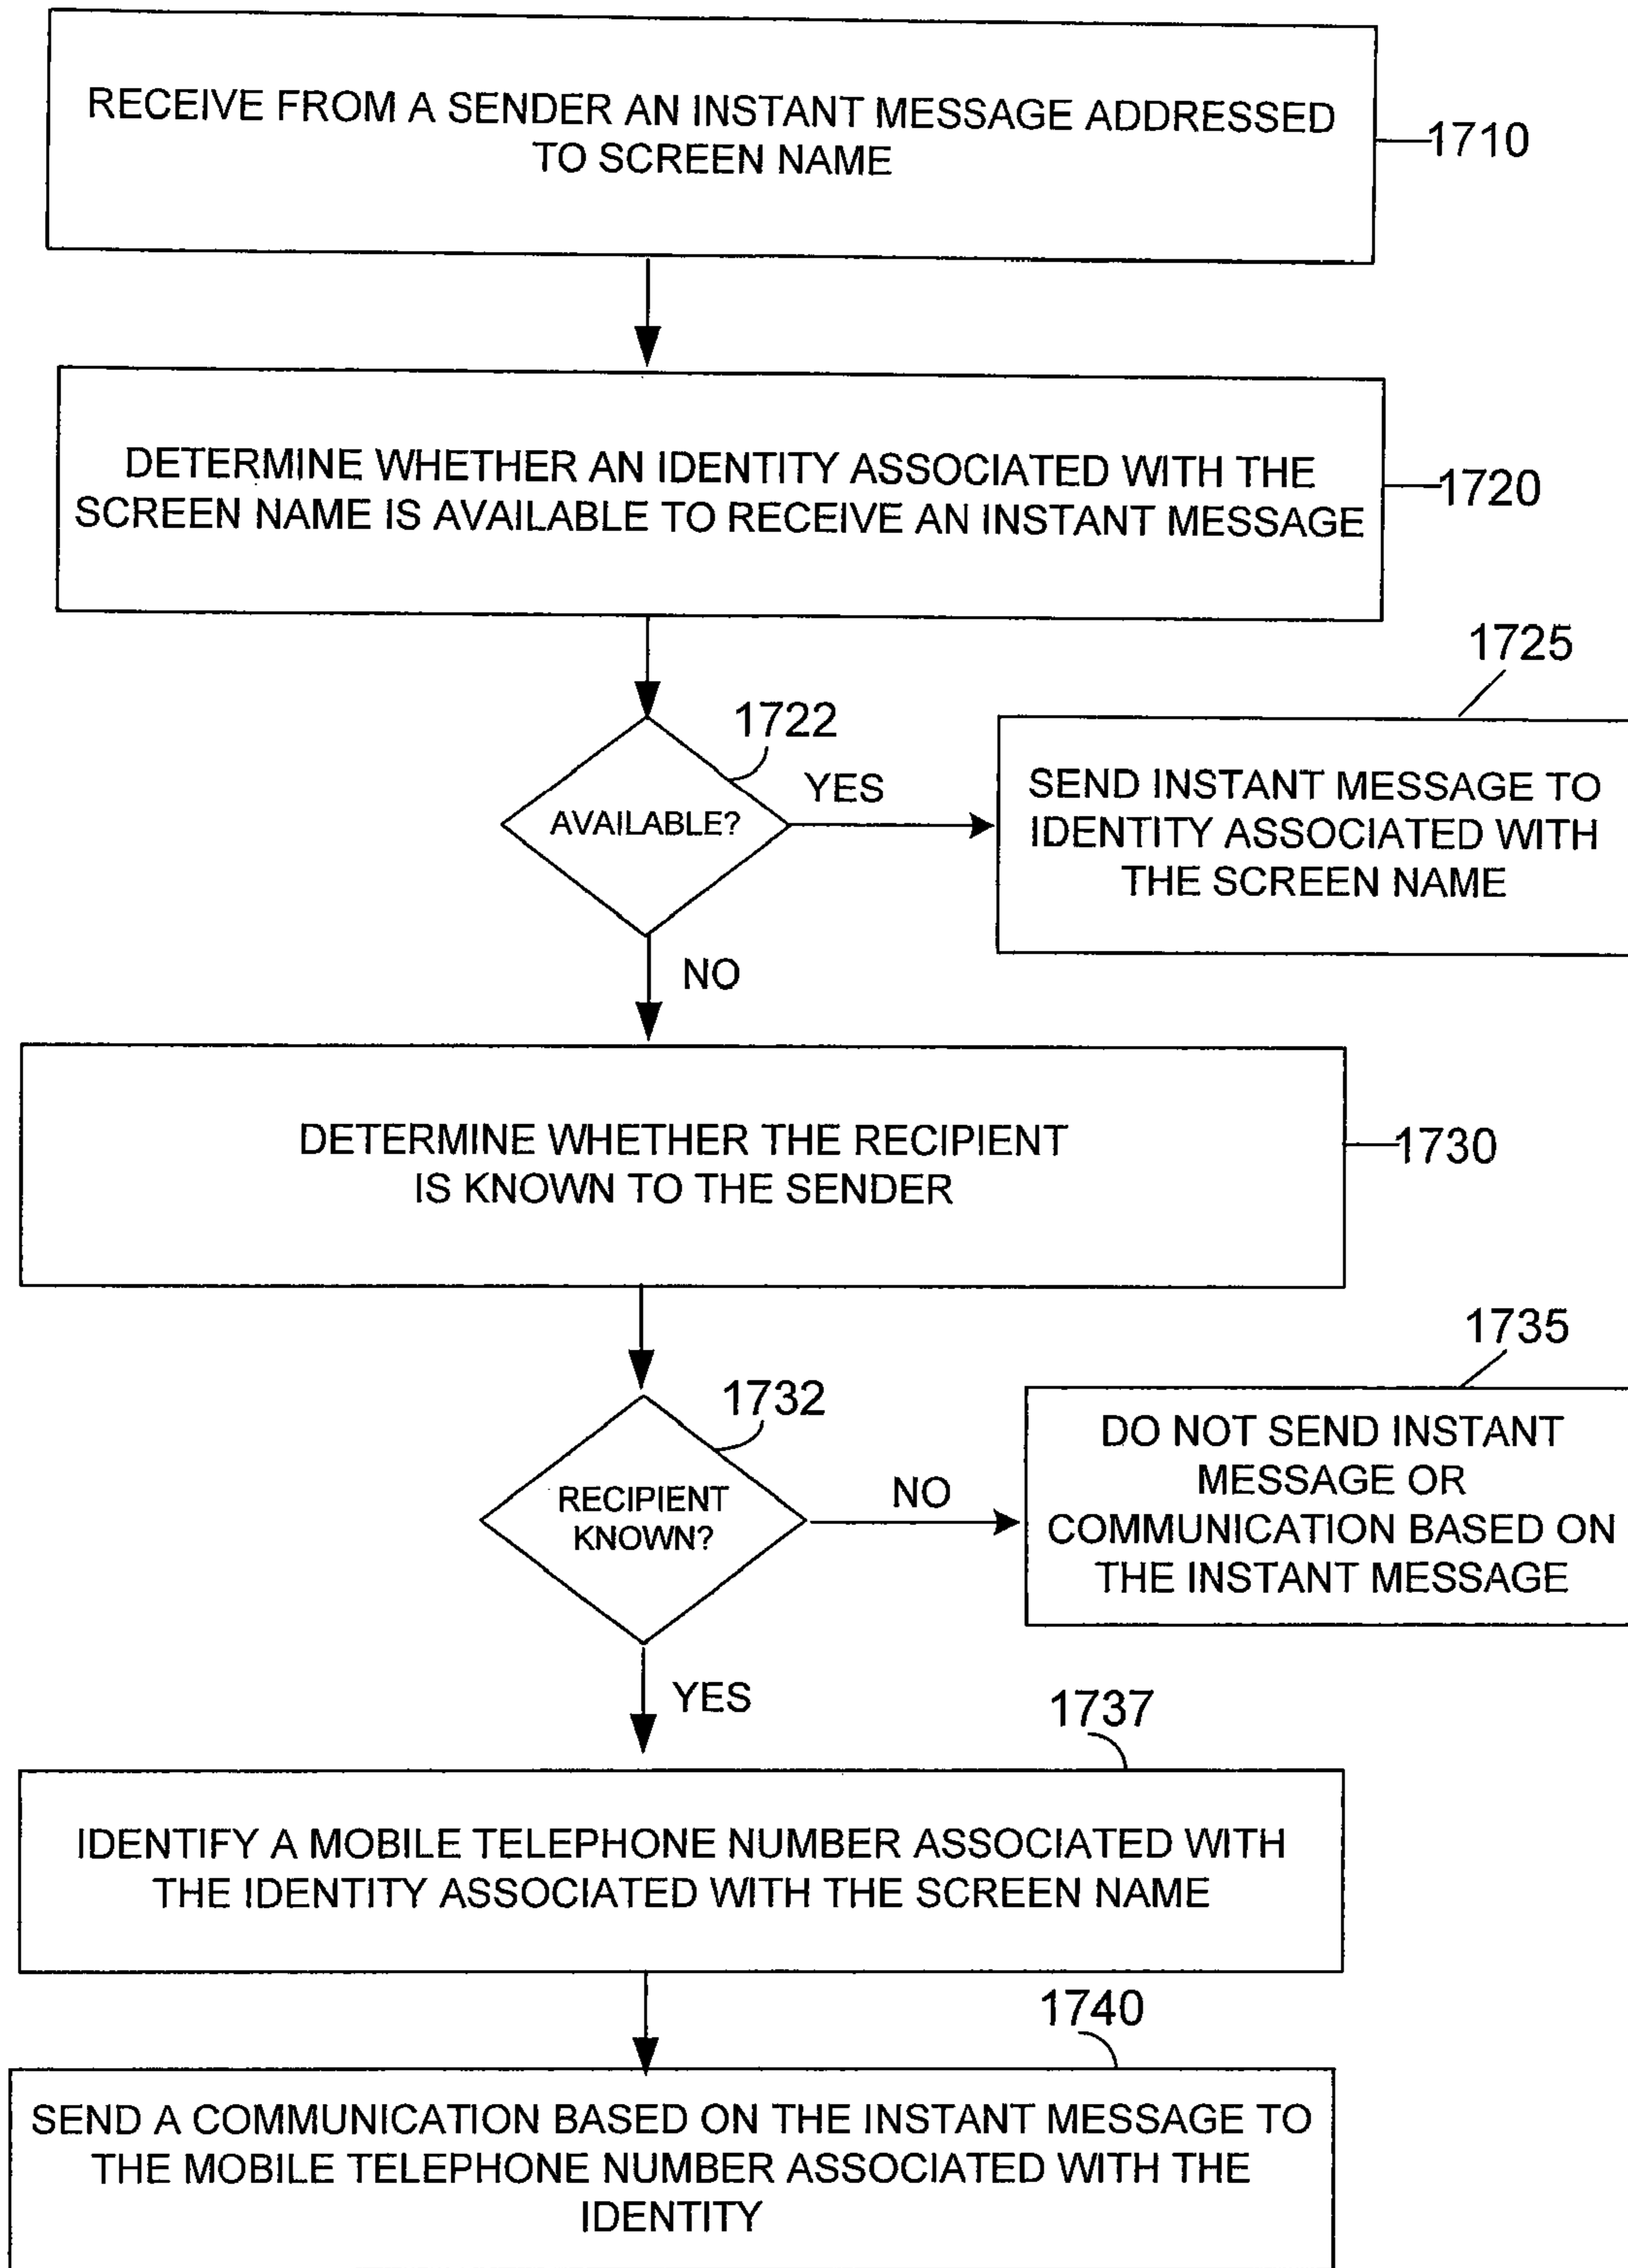 RECEIVE FROM A SENDER AN INSTANT MESSAGE ADDRESSED
TO SCREEN NAME
1710
DETERMINE WHETHER AN IDENTITY ASSOCIATED WITH THE
SCREEN NAME IS AVAILABLE TO RECEIVE AN INSTANT MESSAGE
1720
1722
AVAILABLE?
YES
1725
SEND INSTANT MESSAGE TO
IDENTITY ASSOCIATED WITH
THE SCREEN NAME
NO
DETERMINE WHETHER THE RECIPIENT
IS KNOWN TO THE SENDER
1730
1732
RECIPIENT
KNOWN?
NO
1735
DO NOT SEND INSTANT
MESSAGE OR
COMMUNICATION BASED ON
THE INSTANT MESSAGE
YES
1737
IDENTIFY A MOBILE TELEPHONE NUMBER ASSOCIATED WITH
THE IDENTITY ASSOCIATED WITH THE SCREEN NAME
1740
SEND A COMMUNICATION BASED ON THE INSTANT MESSAGE TO
THE MOBILE TELEPHONE NUMBER ASSOCIATED WITH THE
IDENTITY